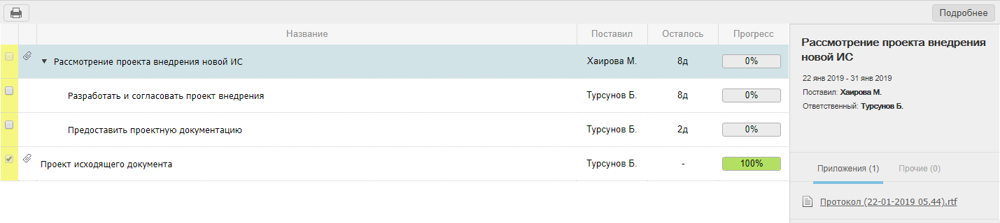 Подробнее
Название Поставил Осталось Прогресс
Рассмотрение проекта внедрения новой ИС Хаирова М. 8д 0%
Разработать и согласовать проект внедрения Турсунов Б. 8д 0%
Предоставить проектную документацию Турсунов Б. 2д 0%
Проект исходящего документа Турсунов Б. - 100%
Рассмотрение проекта внедрения
новой ИС
22 янв 2019 - 31 янв 2019
Поставил: Хаирова М.
Ответственный: Турсунов Б.
Приложения (1) Прочие (0)
Протокол (22-01-2019 05.44).rtf